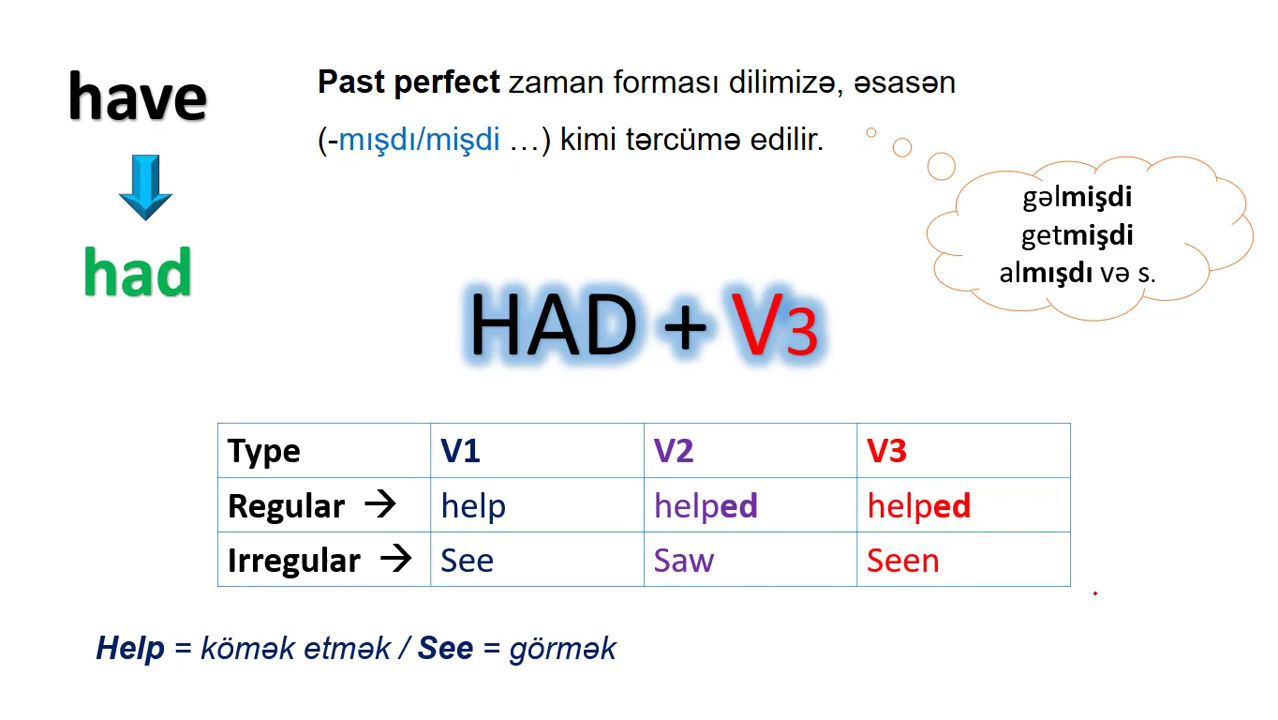 have
had
Past perfect zaman forması dilimizə, əsasən
(-mışdı/mişdi …) kimi tərcümə edilir.
gəlmişdi
getmişdi
almışdı və s.
HAD + V3
Type V1 V2 V3
Regular → help helped helped
Irregular → See Saw Seen
Help = kömək etmək / See = görmək